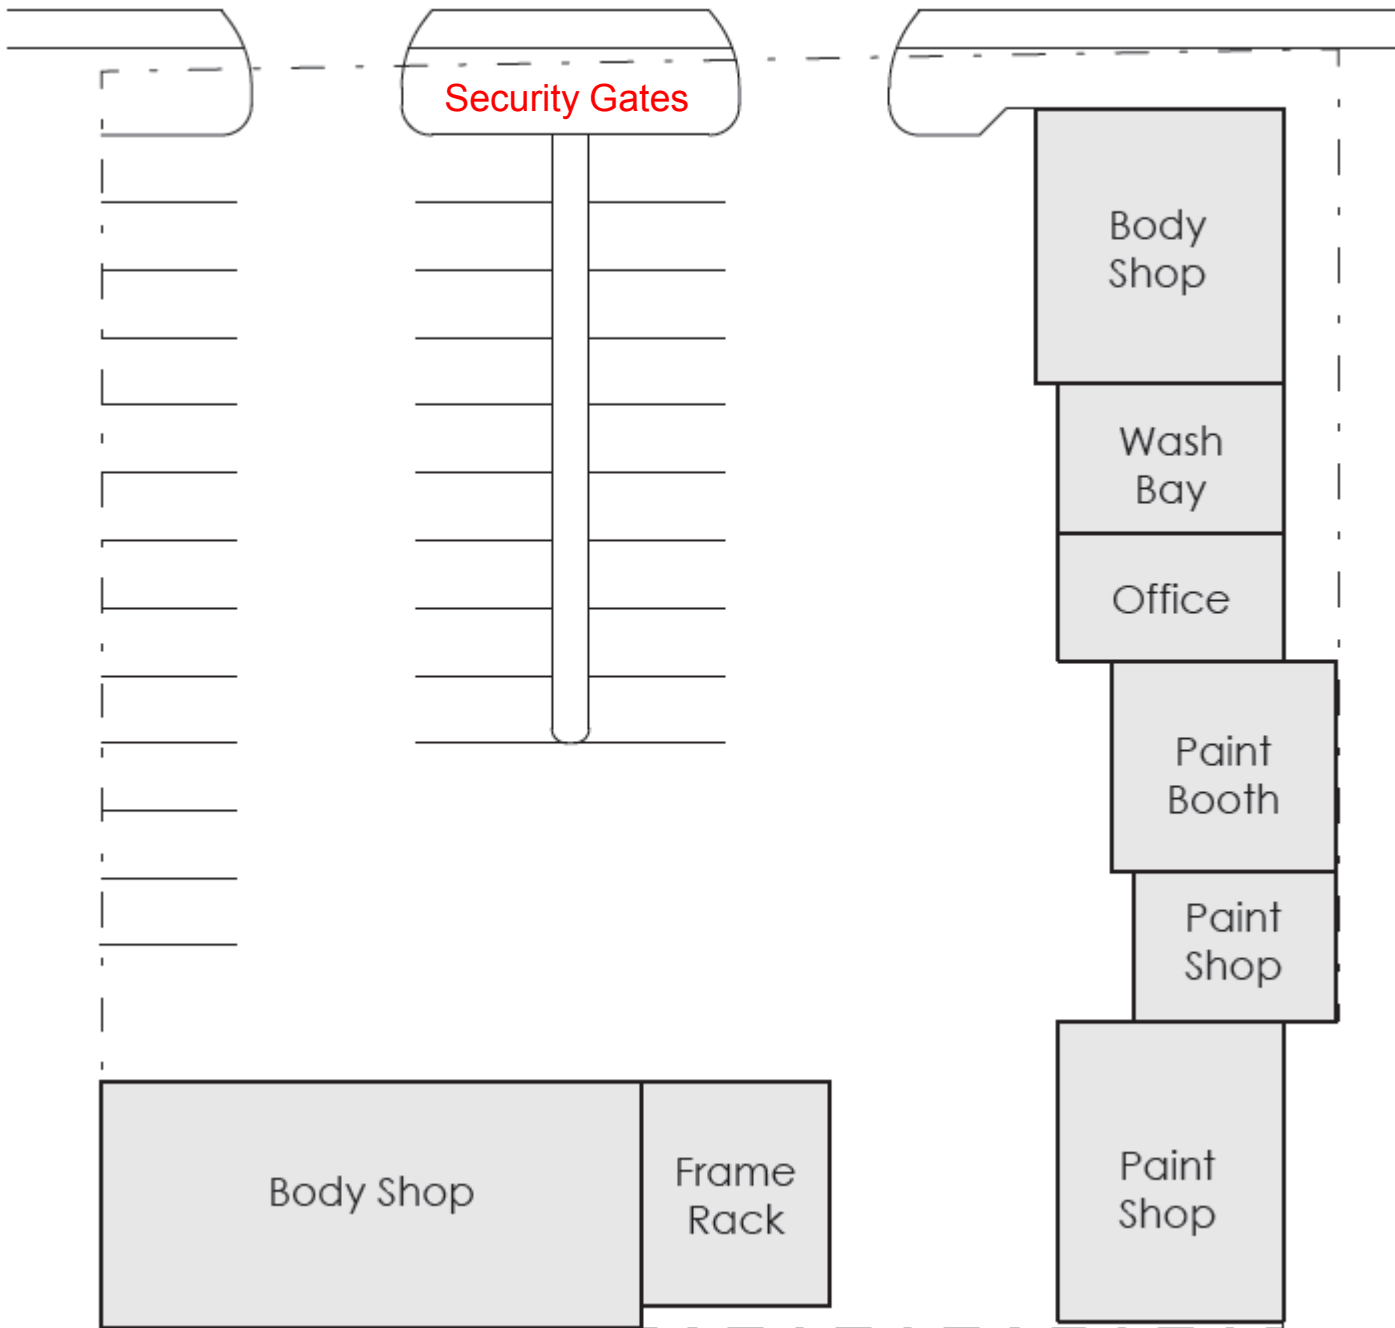 Security Gates
Body
Shop
Wash
Bay
Office
Paint
Booth
Paint
Shop
Body Shop
Frame
Rack
Paint
Shop